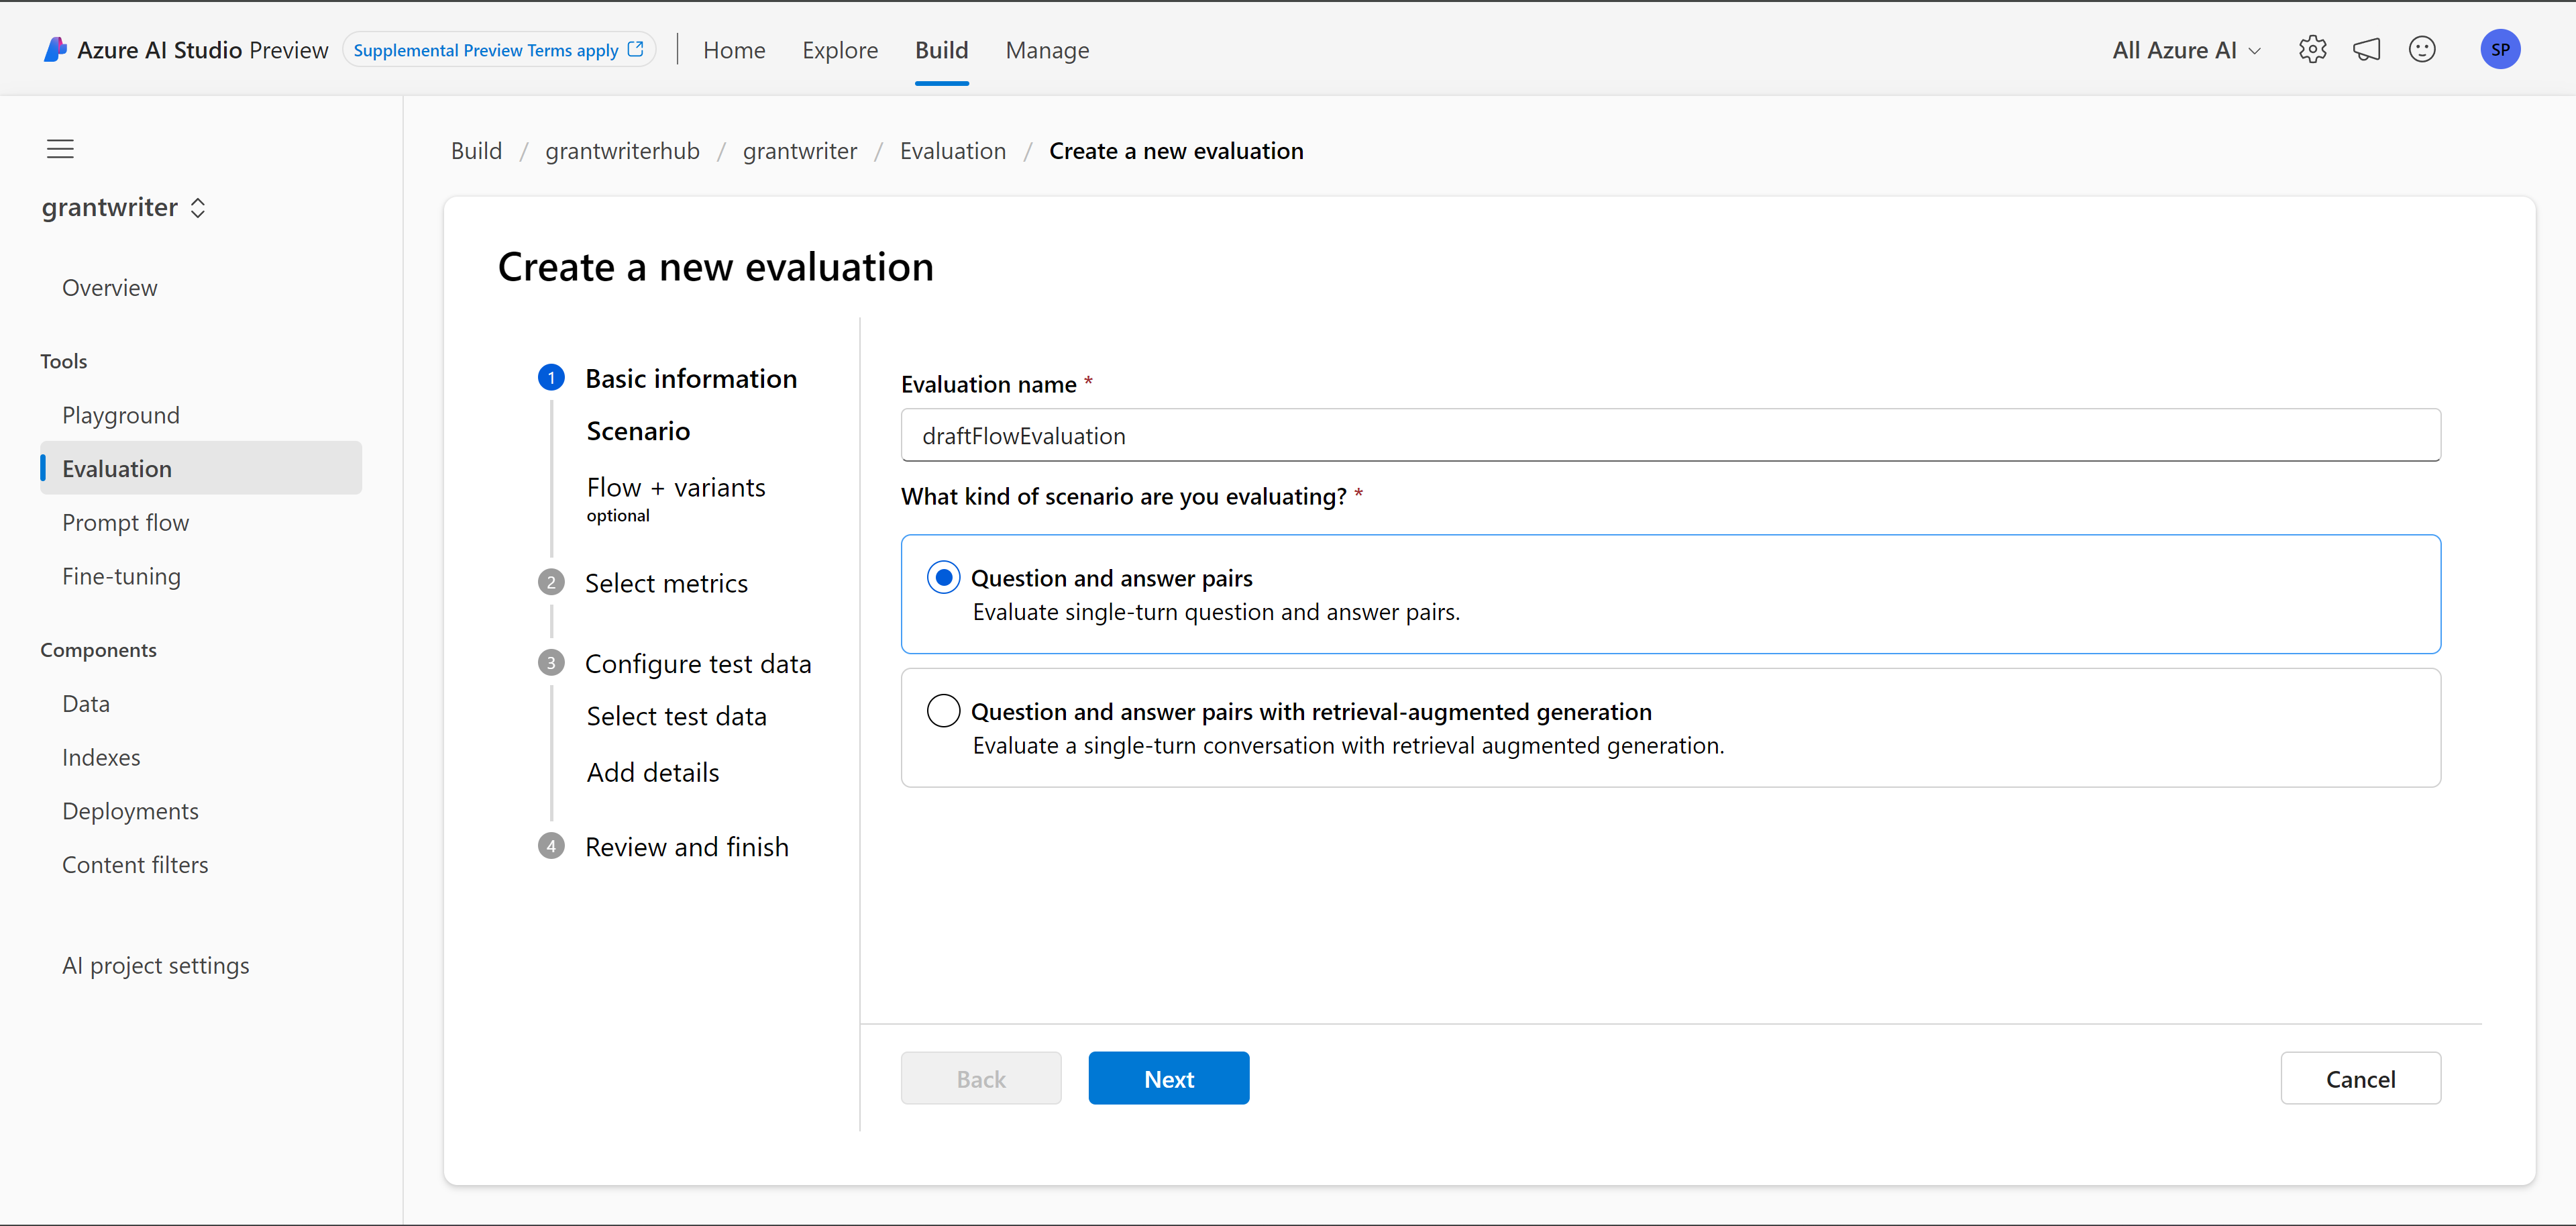 Azure AI Studio Preview Supplemental Preview Terms apply Home Explore Build Manage All Azure AI SP
grantwriter
Overview
Tools
Playground
Evaluation
Prompt flow
Fine-tuning
Components
Data
Indexes
Deployments
Content filters
AI project settings
Build / grantwriterhub / grantwriter / Evaluation / Create a new evaluation
Create a new evaluation
1 Basic information
Scenario
Flow + variants
optional
2 Select metrics
3 Configure test data
Select test data
Add details
4 Review and finish
Evaluation name *
draftFlowEvaluation
What kind of scenario are you evaluating? *
Question and answer pairs
Evaluate single-turn question and answer pairs.
Question and answer pairs with retrieval-augmented generation
Evaluate a single-turn conversation with retrieval augmented generation.
Back Next Cancel